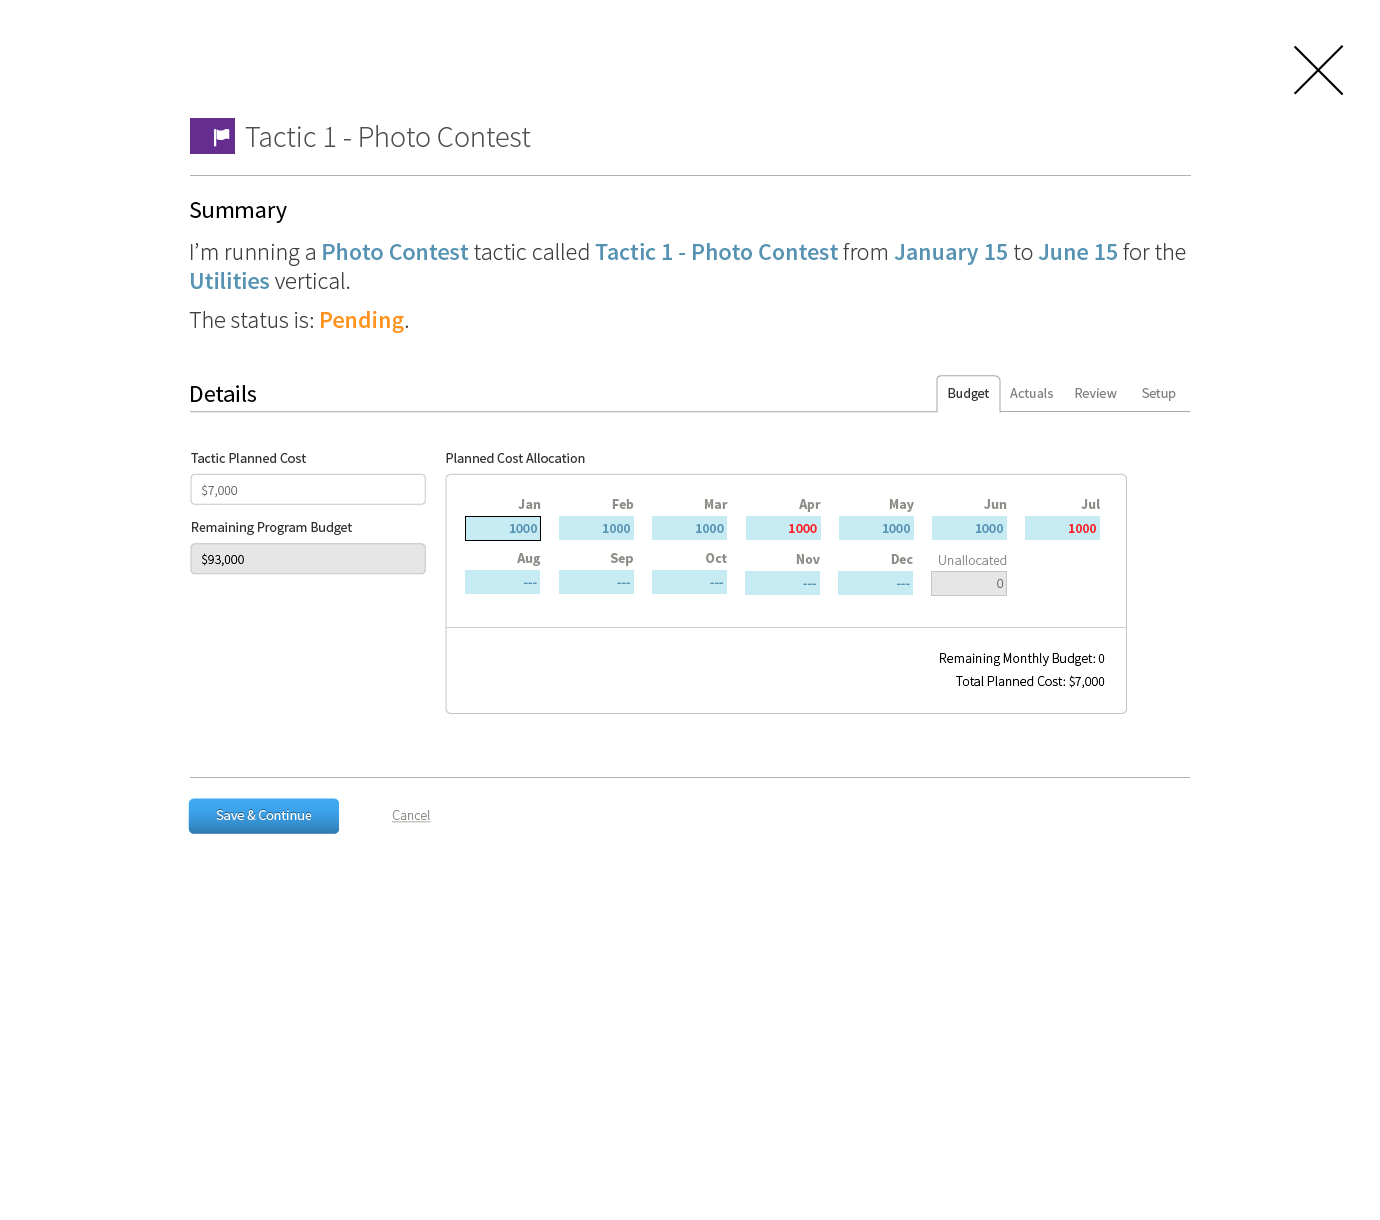 Tactic 1 - Photo Contest
Summary
I’m running a Photo Contest tactic called Tactic 1 - Photo Contest from January 15 to June 15 for the
Utilities vertical.
The status is: Pending.
Details
Budget Actuals Review Setup
Tactic Planned Cost
$7,000
Remaining Program Budget
$93,000
Planned Cost Allocation
Jan Feb Mar Apr May Jun Jul
1000 1000 1000 1000 1000 1000 1000
Aug Sep Oct Nov Dec Unallocated
--- --- --- --- --- 0
Remaining Monthly Budget: 0
Total Planned Cost: $7,000
Save & Continue Cancel